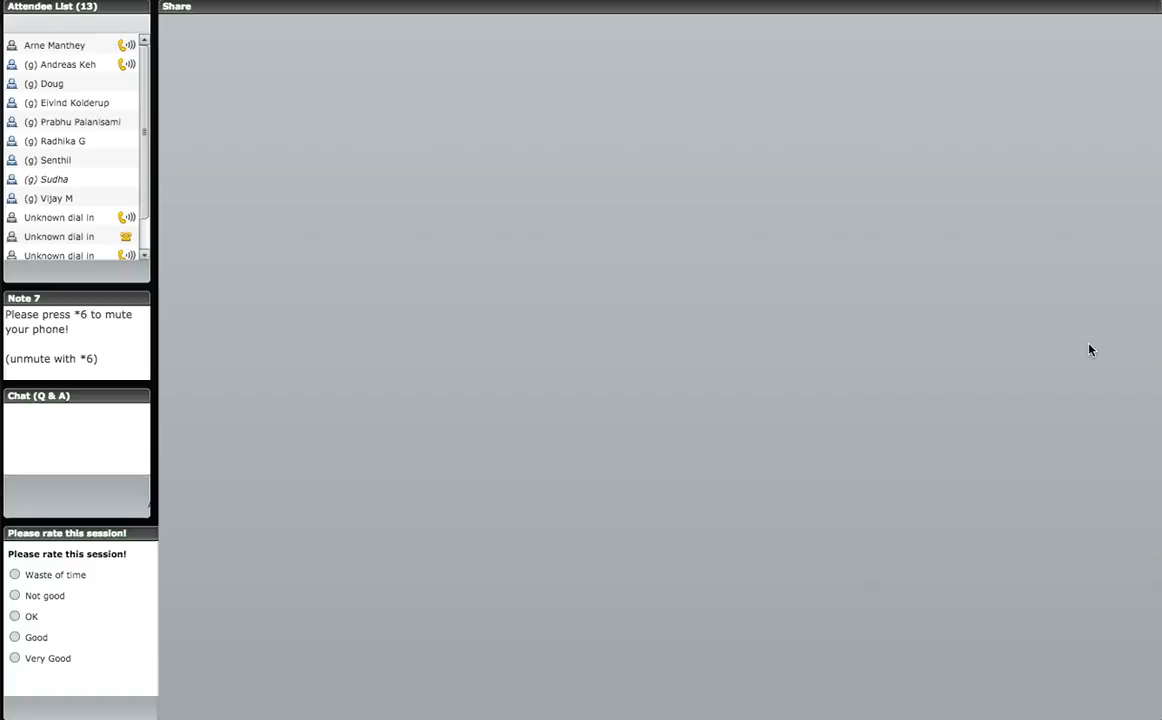 Attendee List (13)
Arne Manthey
(g) Andreas Keh
(g) Doug
(g) Eivind Kolderup
(g) Prabhu Palanisami
(g) Radhika G
(g) Senthil
(g) Sudha
(g) Vijay M
Unknown dial in
Unknown dial in
Unknown dial in
Note 7
Please press *6 to mute
your phone!
(unmute with *6)
Chat (Q & A)
Please rate this session!
Please rate this session!
Waste of time
Not good
OK
Good
Very Good
Share